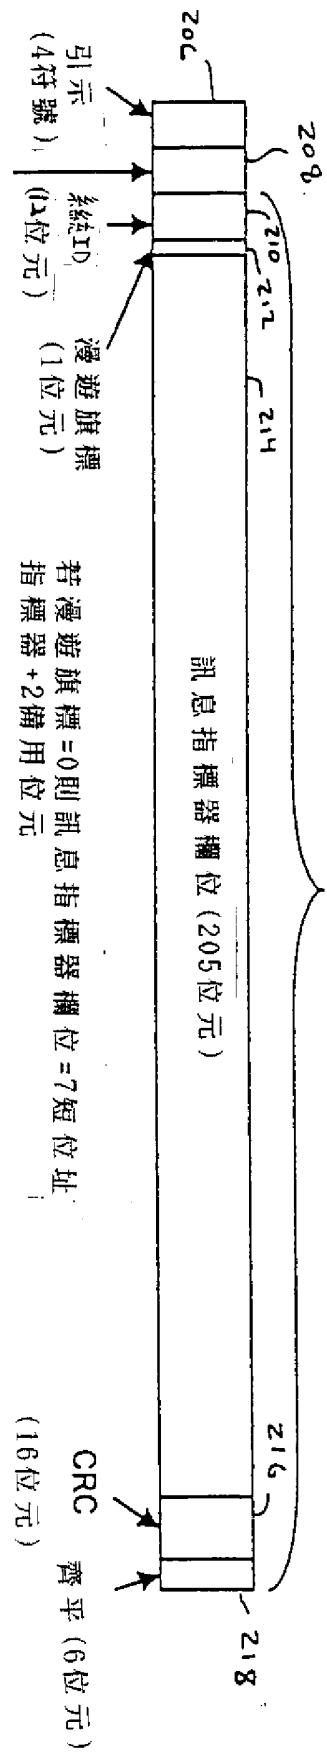 206
208
210
212
214
216
218
引示
(4符號)
系統ID
(12位元)
漫遊旗標
(1位元)
訊息指標器欄位(205位元)
若漫遊旗標=0則訊息指標器欄位=7短位址
指標器+2備用位元
CRC
(16位元)
齊平(6位元)